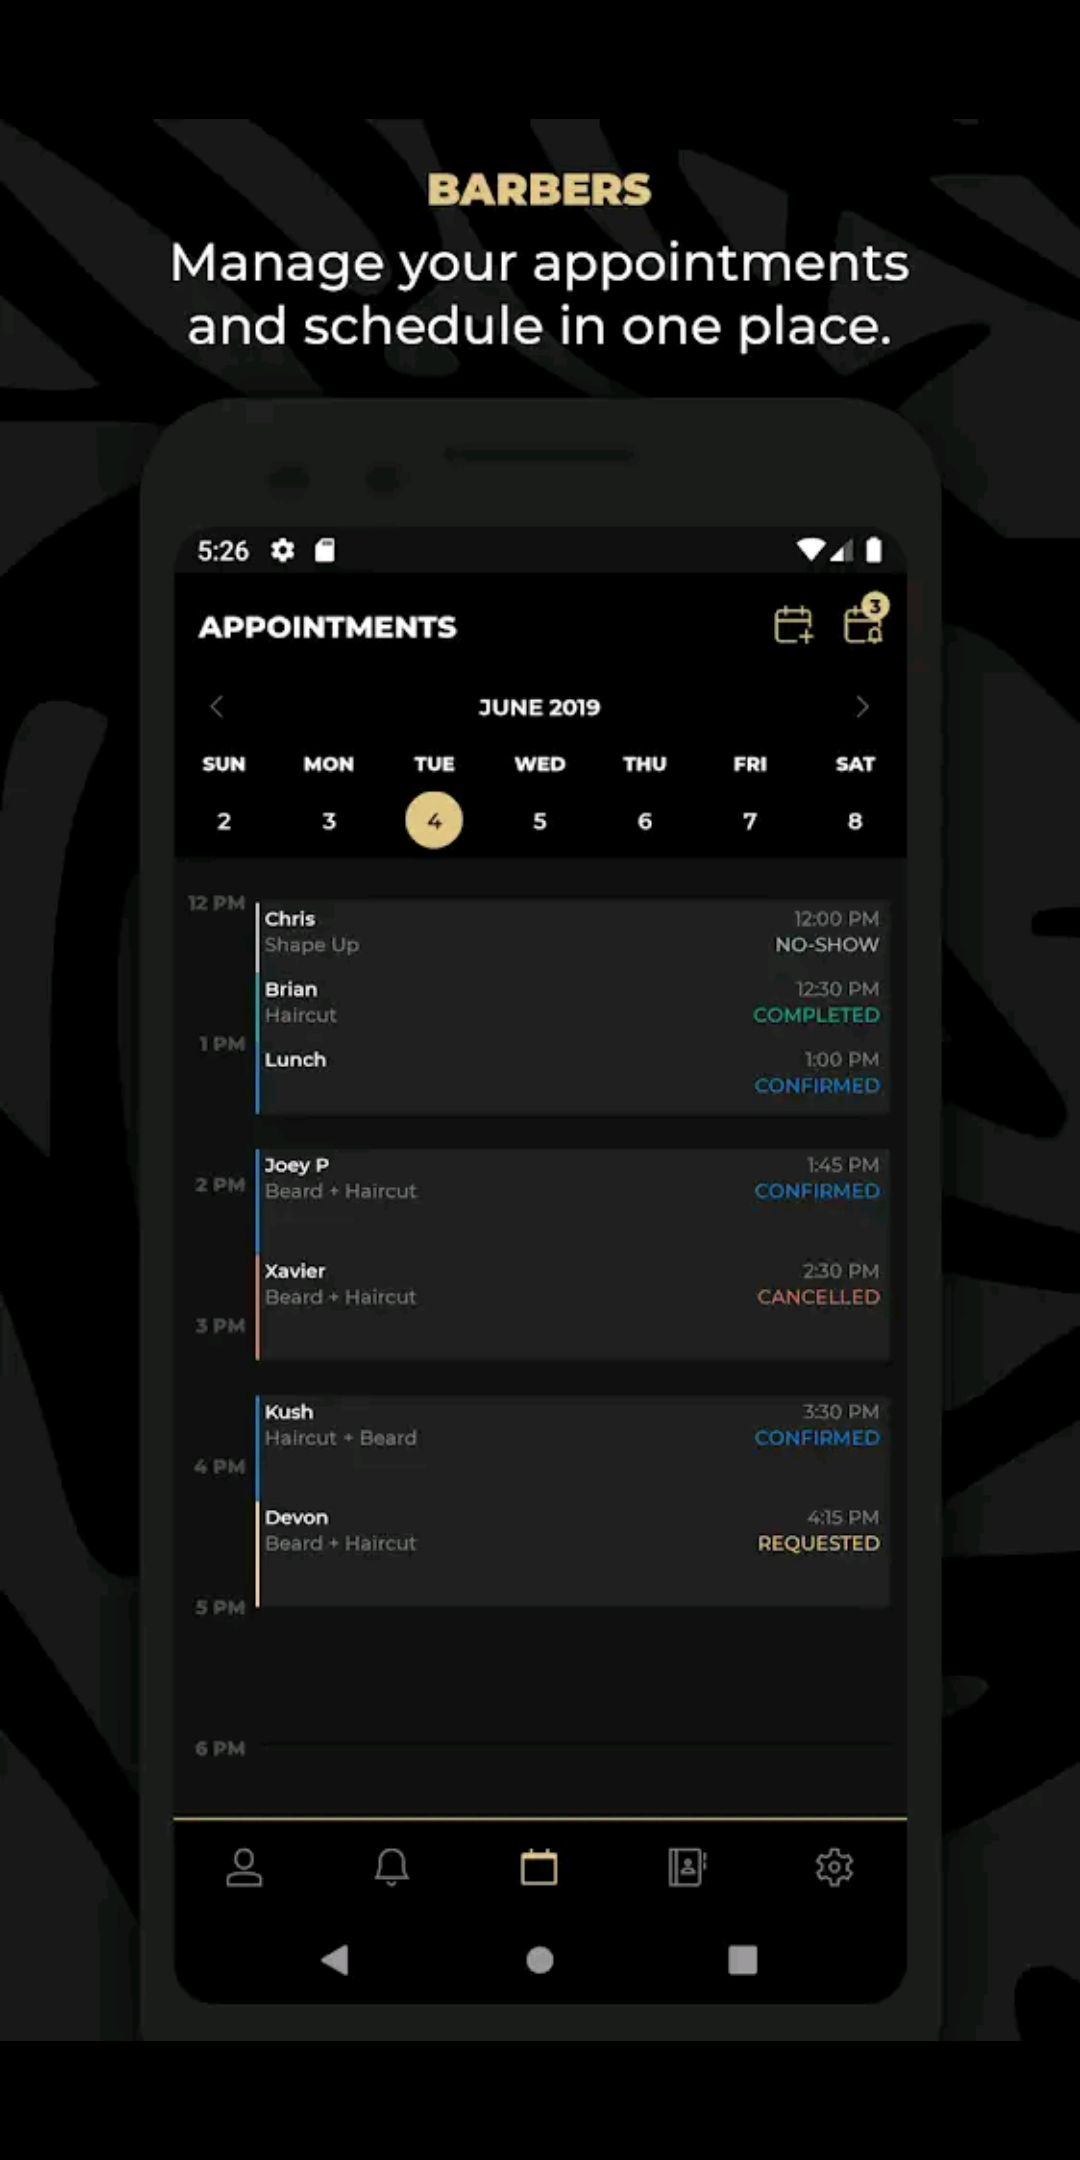 BARBERS
Manage your appointments
and schedule in one place.
5:26
APPOINTMENTS
3
JUNE 2019
SUN MON TUE WED THU FRI SAT
2 3 4 5 6 7 8
12 PM
Chris 12:00 PM
Shape Up NO-SHOW
Brian 12:30 PM
Haircut COMPLETED
1 PM
Lunch 1:00 PM
CONFIRMED
Joey P 1:45 PM
2 PM
Beard + Haircut CONFIRMED
Xavier 2:30 PM
Beard + Haircut CANCELLED
3 PM
Kush 3:30 PM
Haircut + Beard CONFIRMED
4 PM
Devon 4:15 PM
Beard + Haircut REQUESTED
5 PM
6 PM